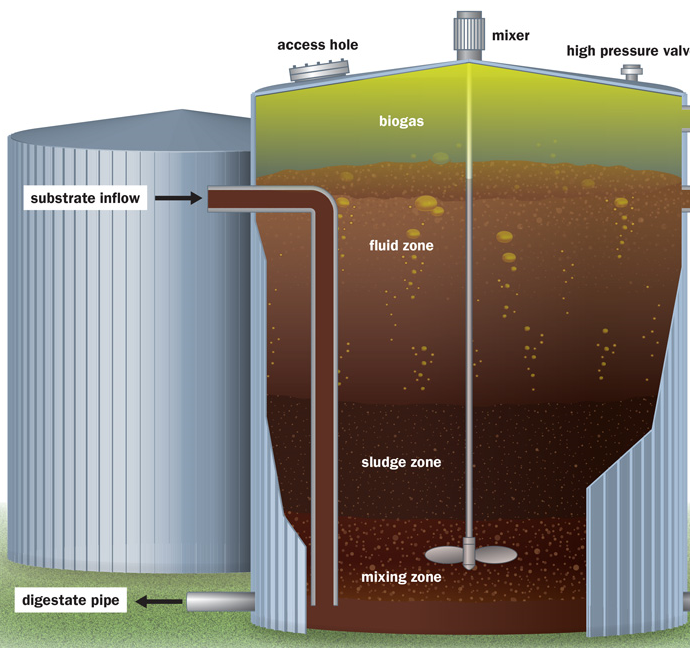 mixer
access hole
high pressure valv
biogas
substrate inflow
fluid zone
sludge zone
mixing zone
digestate pipe